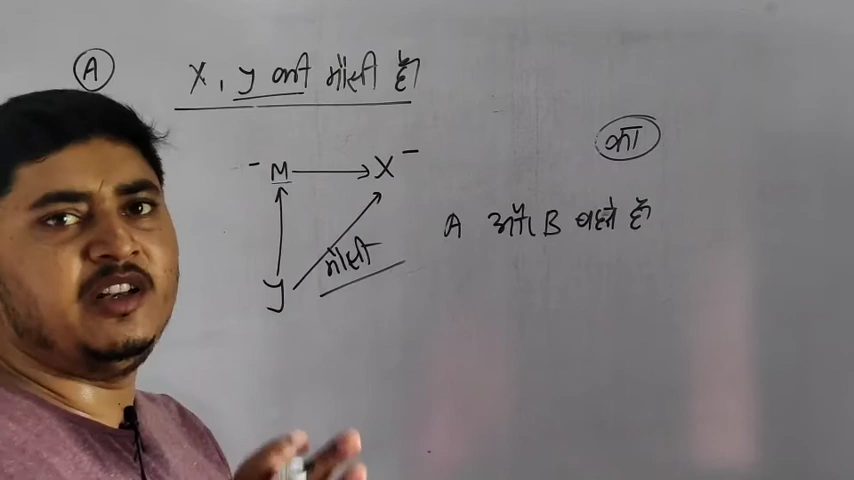 A
X, y की मौसी है
का
- M → X -
A और B बहने है
मौसी
y